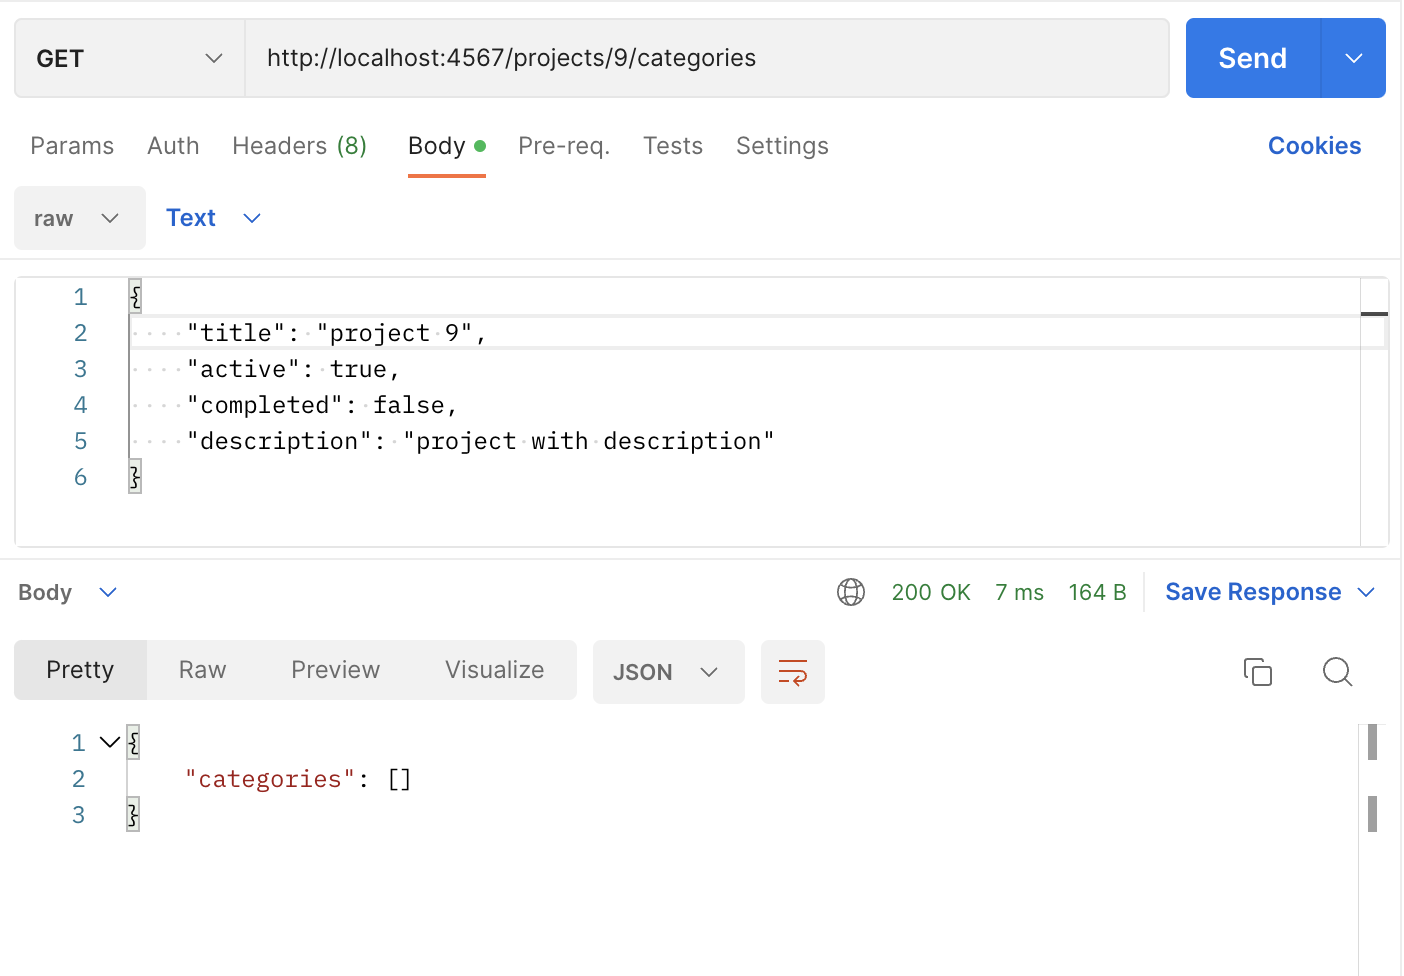 GET http://localhost:4567/projects/9/categories Send
Params Auth Headers (8) Body Pre-req. Tests Settings Cookies
raw Text
1 {
2 "title": "project 9",
3 "active": true,
4 "completed": false,
5 "description": "project with description"
6 }
Body 200 OK 7 ms 164 B Save Response
Pretty Raw Preview Visualize JSON
1 {
2 "categories": []
3 }